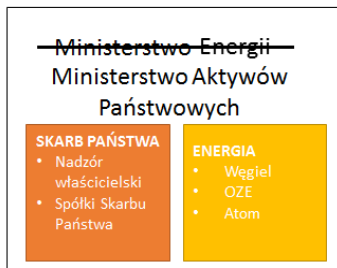 Ministerstwo Energii
Ministerstwo Aktywów
Państwowych
SKARB PAŃSTWA
• Nadzór
właścicielski
• Spółki Skarbu
Państwa
ENERGIA
• Węgiel
• OZE
• Atom